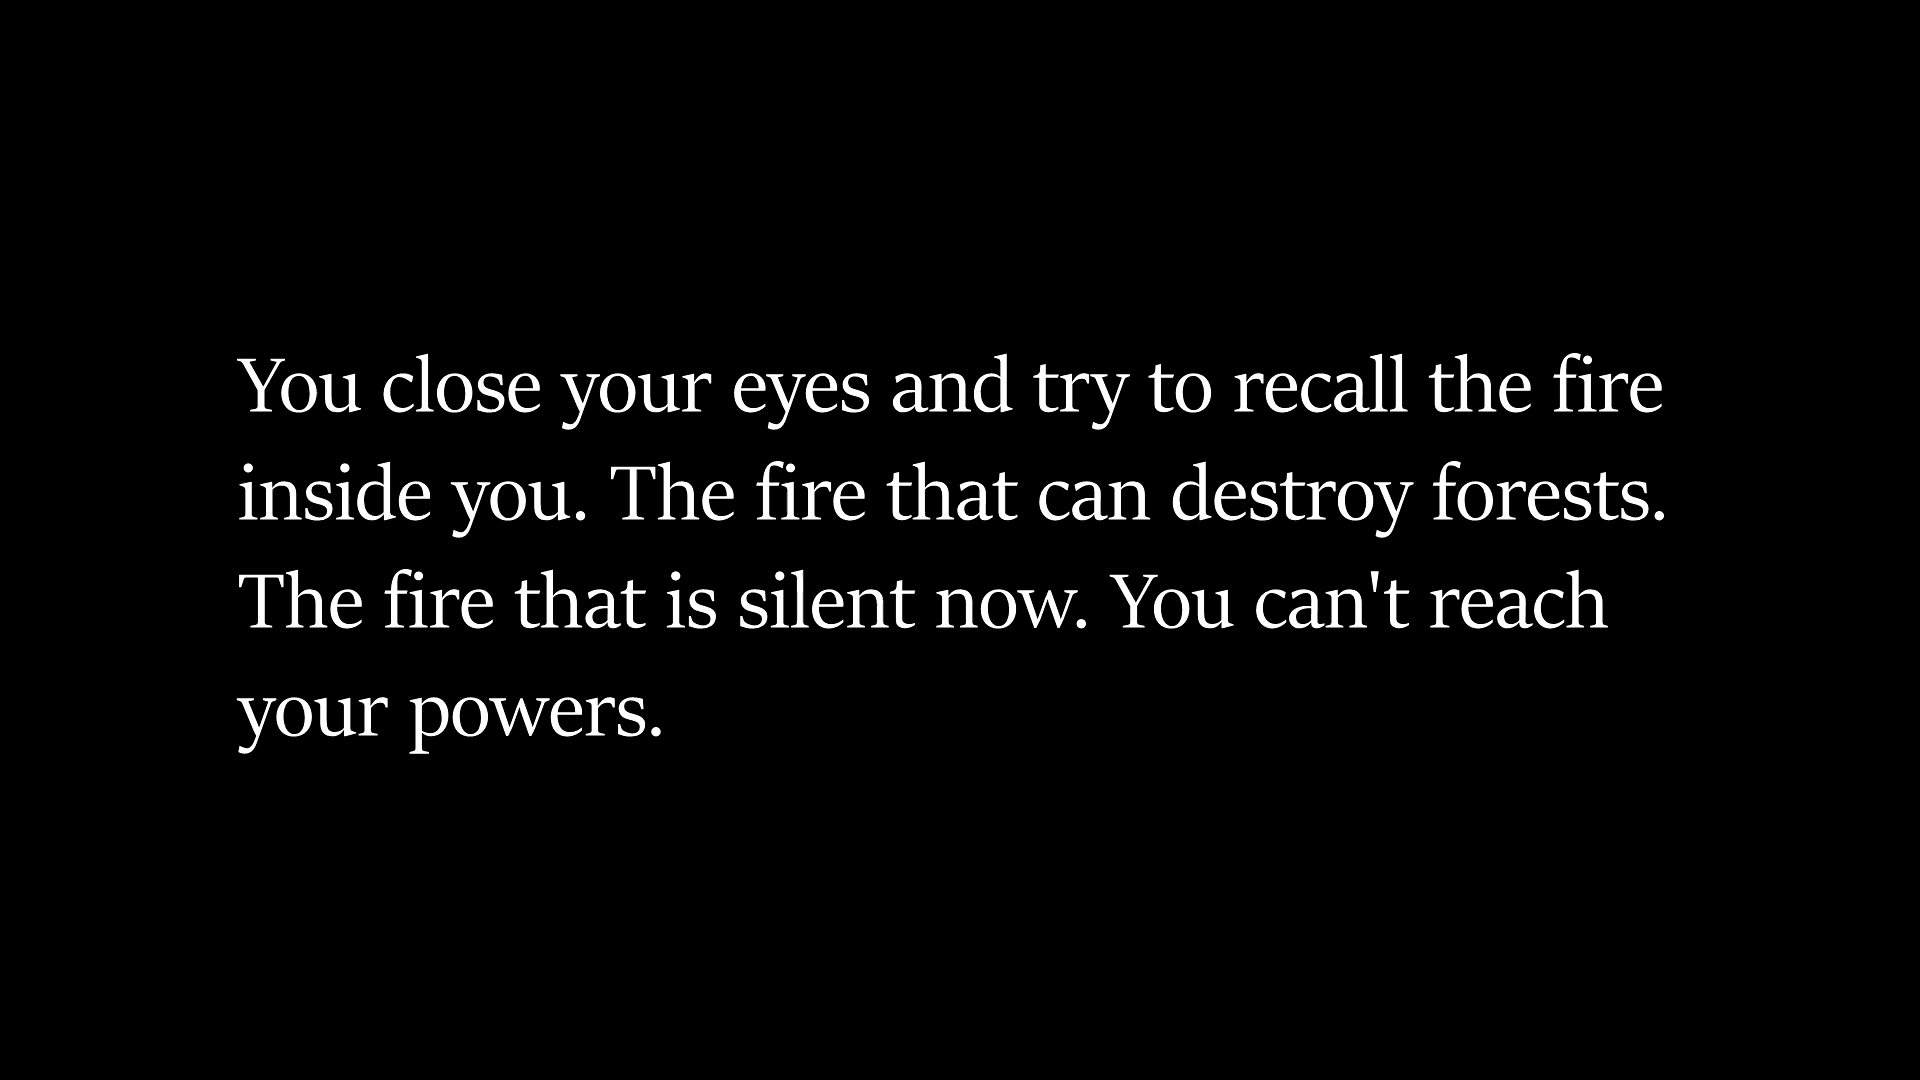 You close your eyes and try to recall the fire
inside you. The fire that can destroy forests.
The fire that is silent now. You can't reach
your powers.